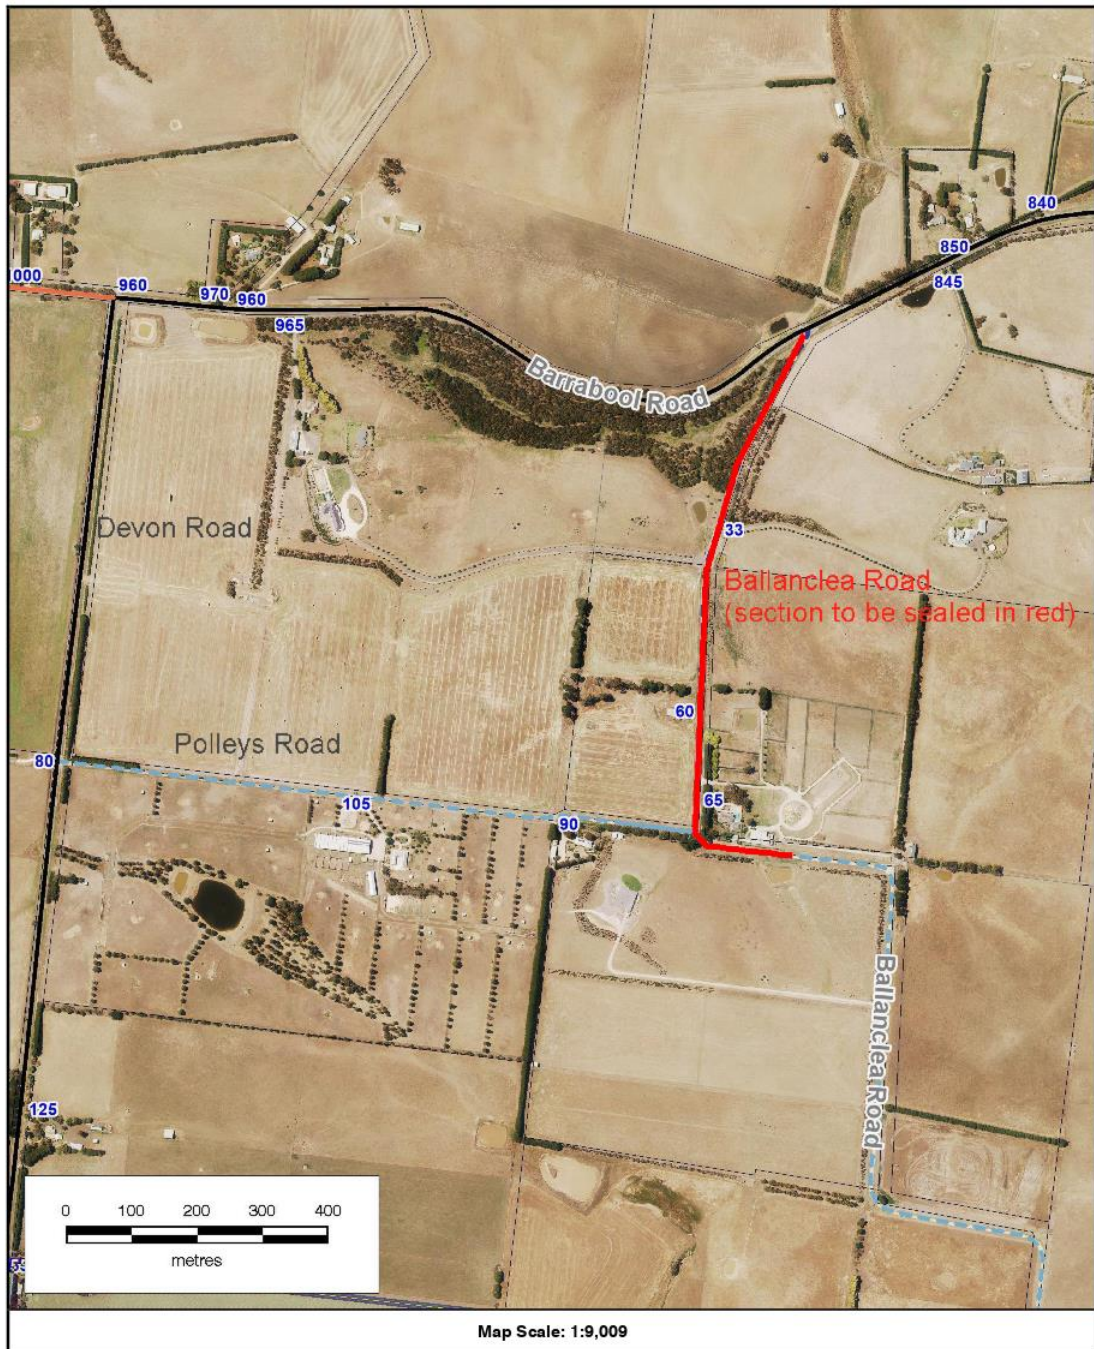 840
850
845
1000
960
970
960
965
Barrabool Road
33
Devon Road
Ballanclea Road
(section to be sealed in red)
60
Polleys Road
80
65
105
90
Ballanclea Road
125
0 100 200 300 400
metres
Map Scale: 1:9,009